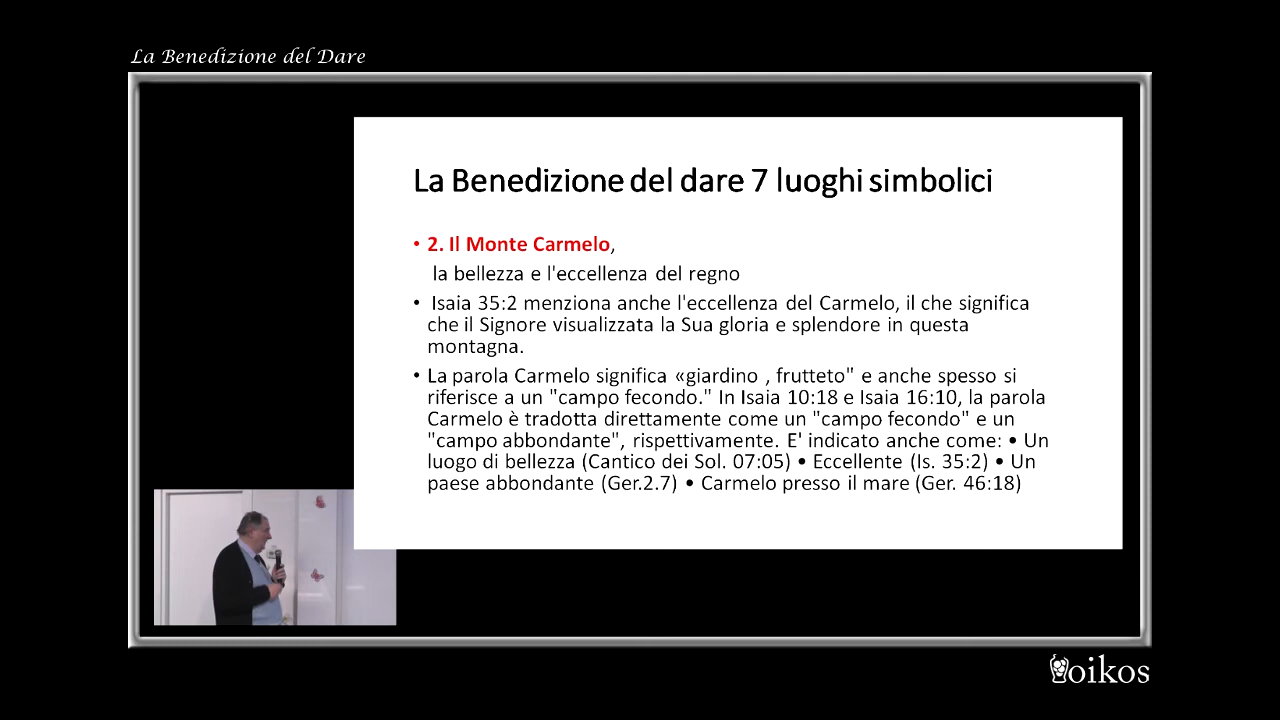 La Benedizione del Dare
La Benedizione del dare 7 luoghi simbolici
• 2. Il Monte Carmelo,
la bellezza e l'eccellenza del regno
• Isaia 35:2 menziona anche l'eccellenza del Carmelo, il che significa
che il Signore visualizzata la Sua gloria e splendore in questa
montagna.
• La parola Carmelo significa «giardino , frutteto" e anche spesso si
riferisce a un "campo fecondo." In Isaia 10:18 e Isaia 16:10, la parola
Carmelo è tradotta direttamente come un "campo fecondo" e un
"campo abbondante", rispettivamente. E' indicato anche come: • Un
luogo di bellezza (Cantico dei Sol. 07:05) • Eccellente (Is. 35:2) • Un
paese abbondante (Ger.2.7) • Carmelo presso il mare (Ger. 46:18)
oikos